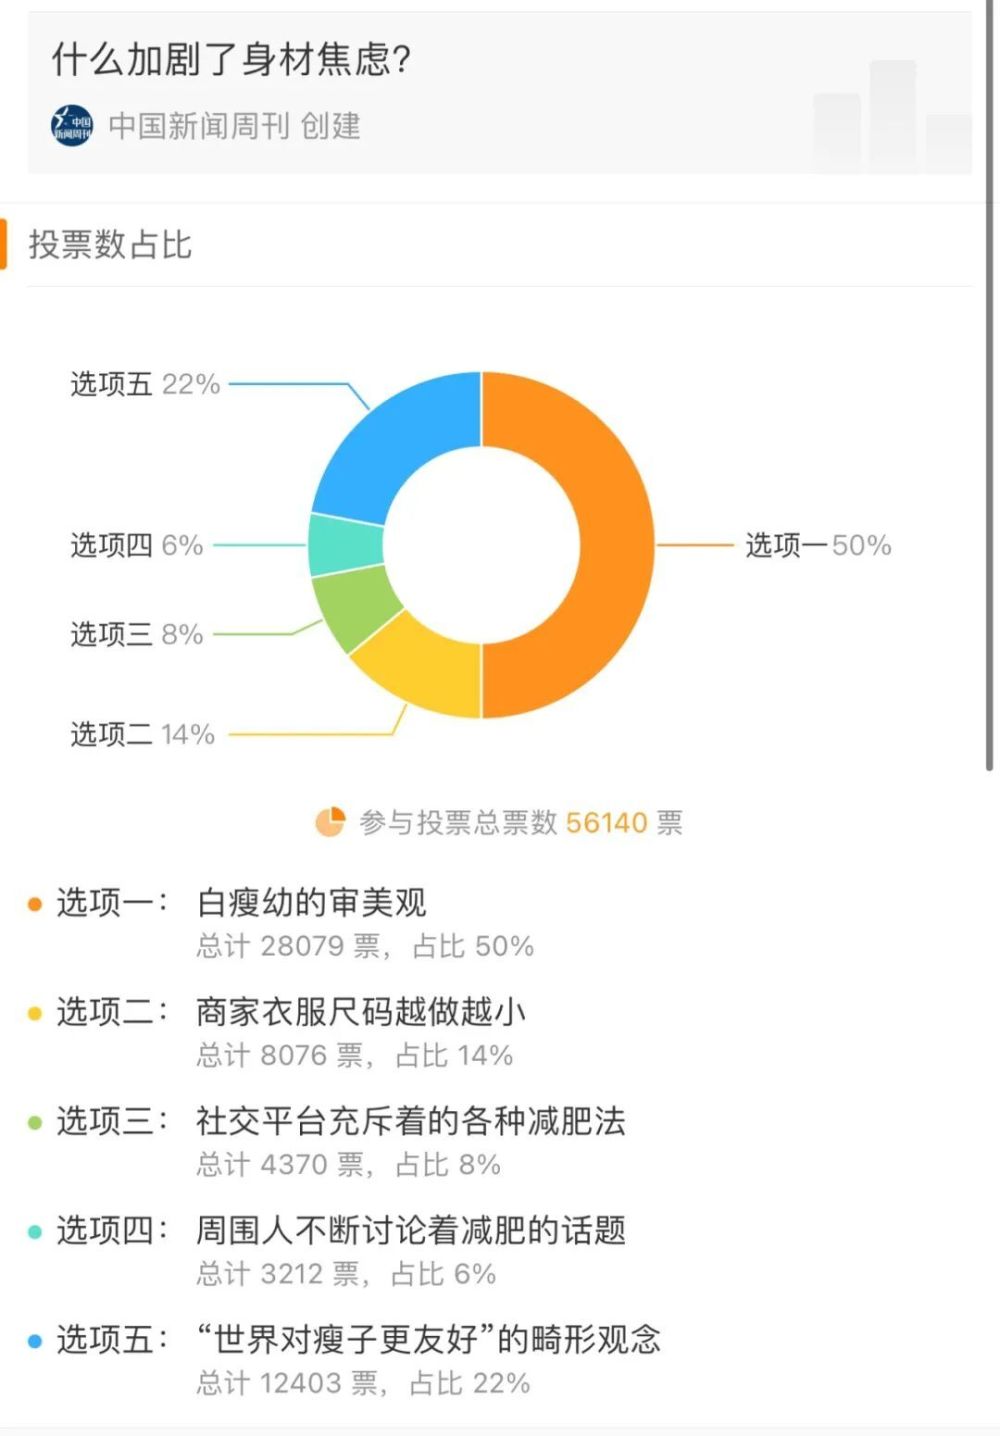 什么加剧了身材焦虑?
中国
新闻周刊
中国新闻周刊 创建
投票数占比
选项五 22%
选项四 6%
选项一 50%
选项三 8%
选项二 14%
参与投票总票数 56140 票
选项一： 白瘦幼的审美观
总计 28079 票，占比 50%
选项二： 商家衣服尺码越做越小
总计 8076 票，占比 14%
选项三： 社交平台充斥着的各种减肥法
总计 4370 票，占比 8%
选项四： 周围人不断讨论着减肥的话题
总计 3212 票，占比 6%
选项五： “世界对瘦子更友好”的畸形观念
总计 12403 票，占比 22%